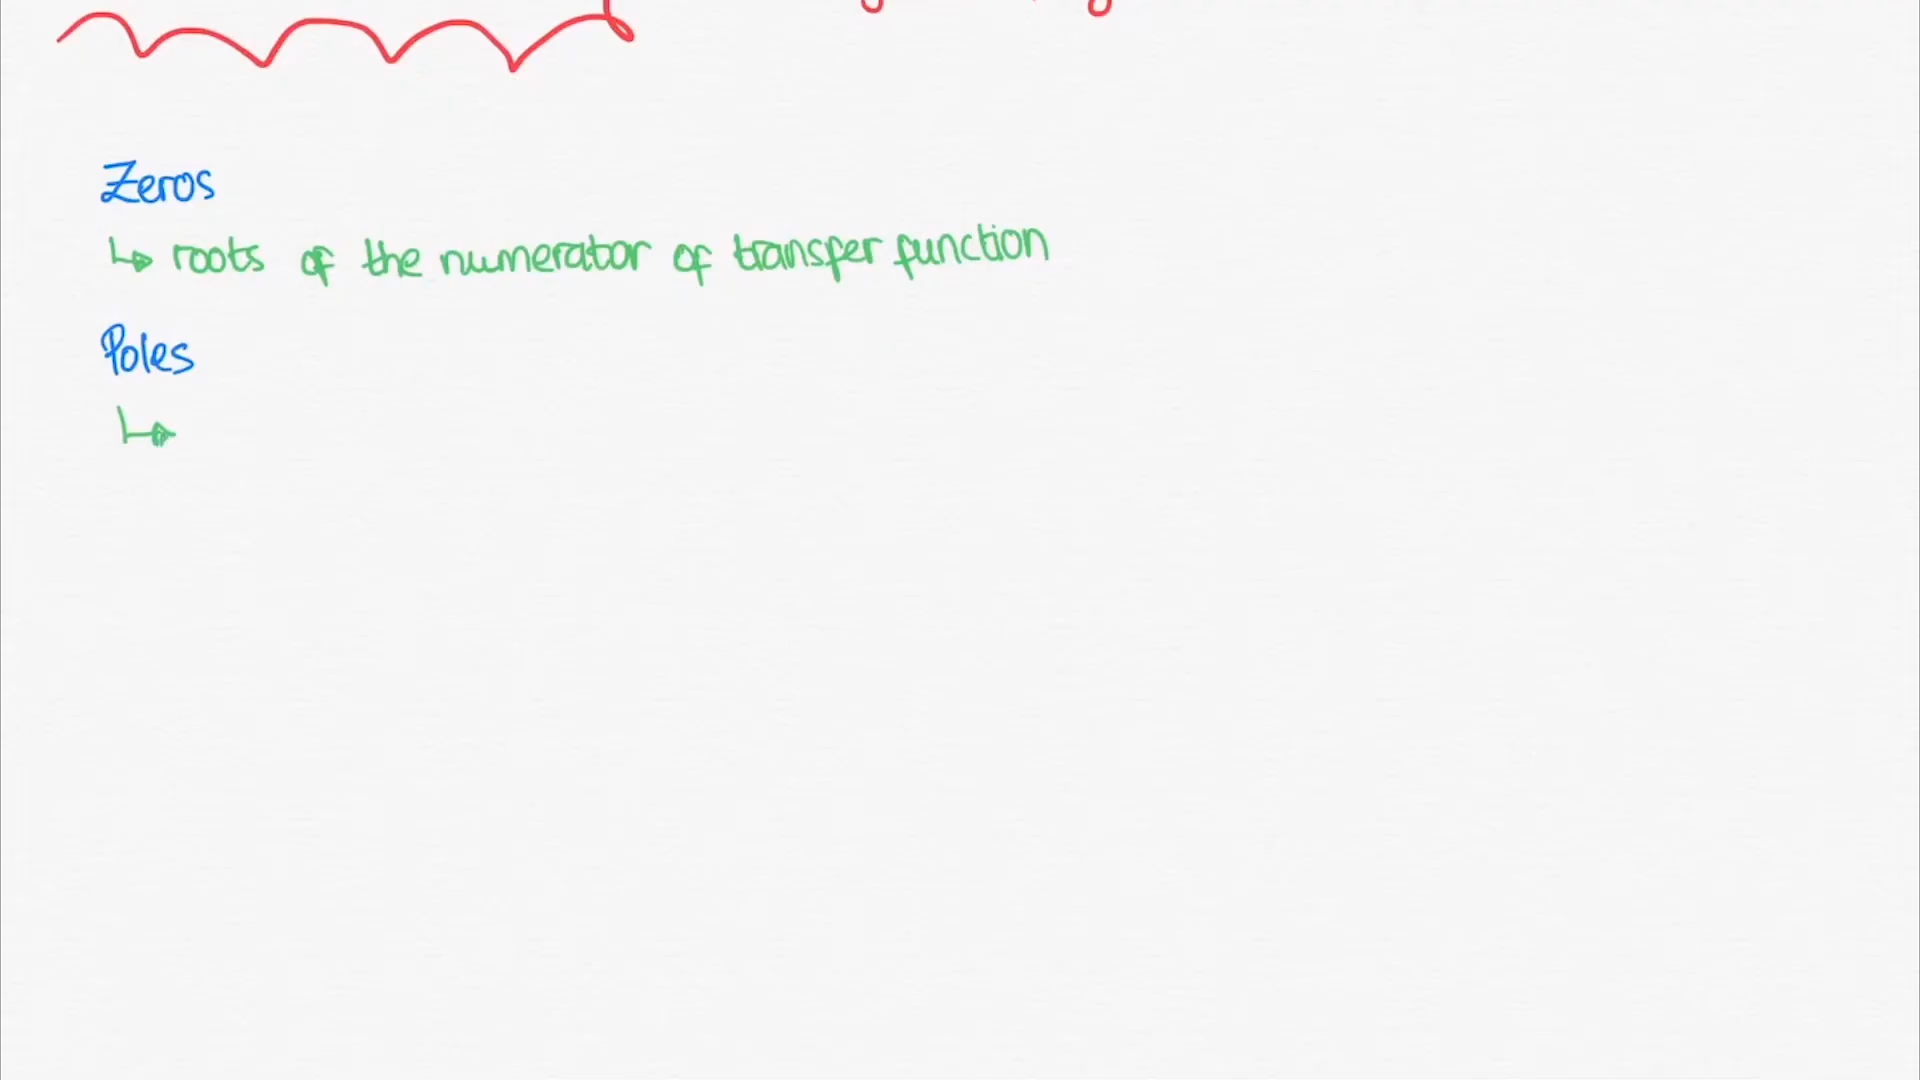 Zeros
↳ roots of the numerator of transfer function
Poles
↳